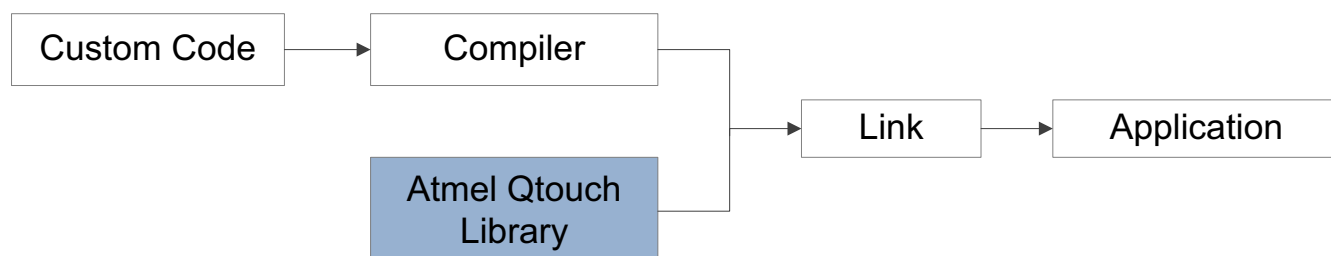 Custom Code
Compiler
Link
Application
Atmel Qtouch
Library